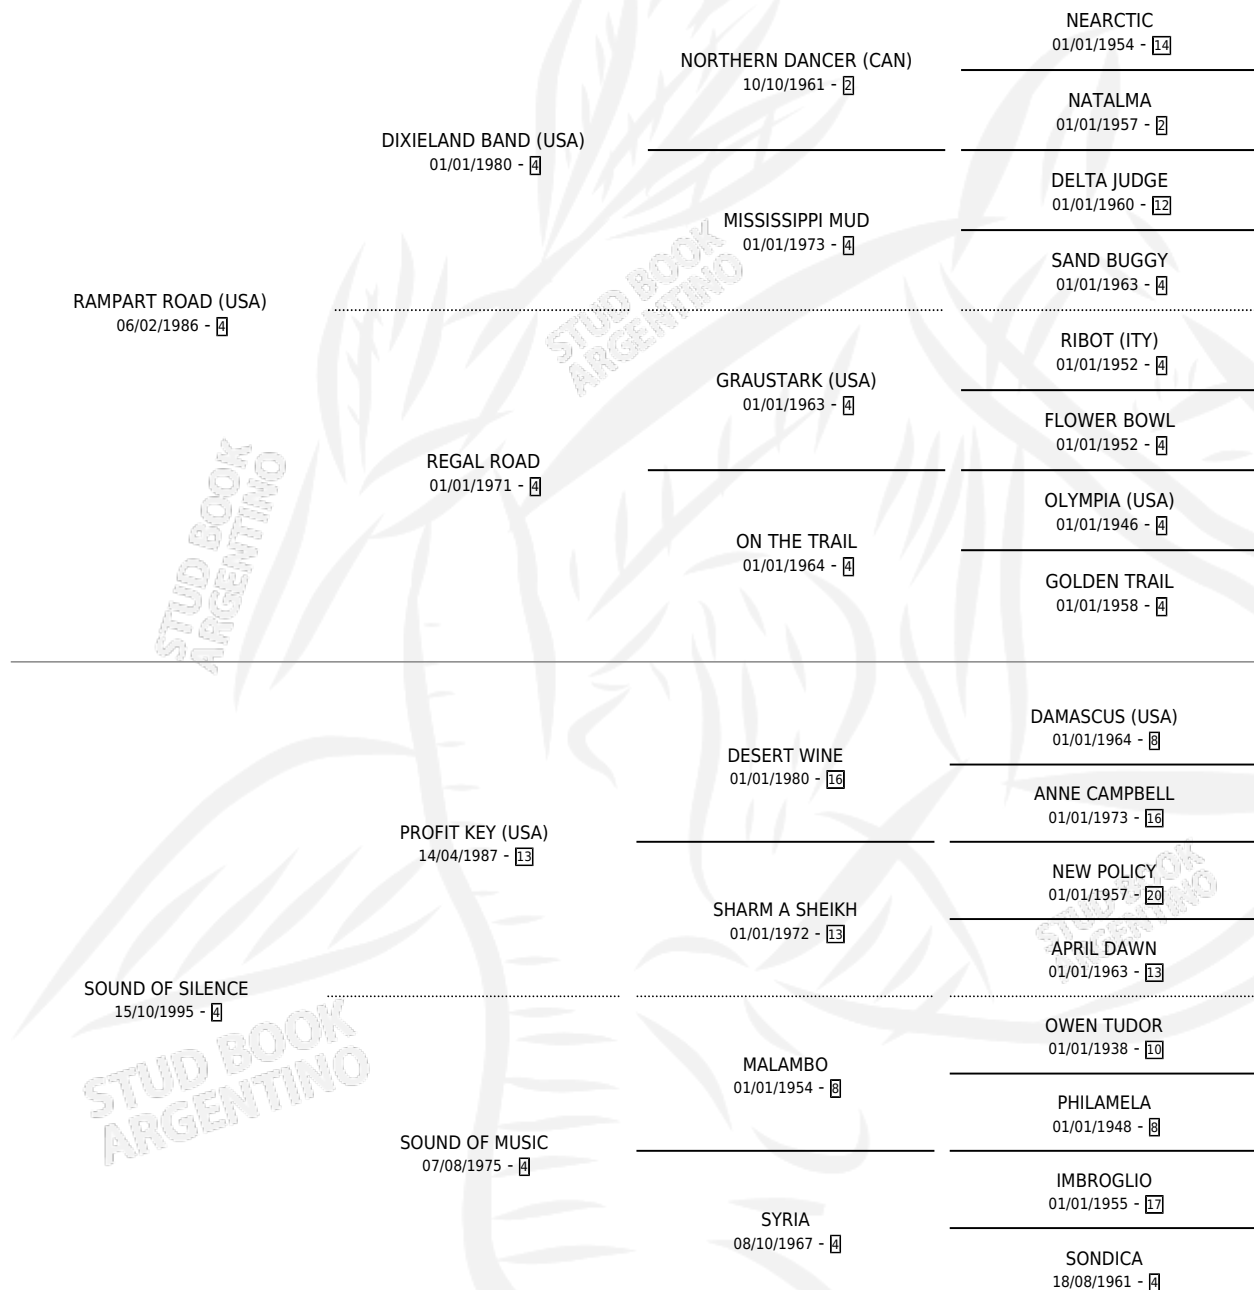 NEARCTIC
01/01/1954 - 14
NORTHERN DANCER (CAN)
10/10/1961 - 2
NATALMA
01/01/1957 - 2
DIXIELAND BAND (USA)
01/01/1980 - 4
DELTA JUDGE
01/01/1960 - 12
MISSISSIPPI MUD
01/01/1973 - 4
SAND BUGGY
01/01/1963 - 4
RAMPART ROAD (USA)
06/02/1986 - 4
RIBOT (ITY)
01/01/1952 - 4
GRAUSTARK (USA)
01/01/1963 - 4
FLOWER BOWL
01/01/1952 - 4
REGAL ROAD
01/01/1971 - 4
OLYMPIA (USA)
01/01/1946 - 4
ON THE TRAIL
01/01/1964 - 4
GOLDEN TRAIL
01/01/1958 - 4
DAMASCUS (USA)
01/01/1964 - 8
DESERT WINE
01/01/1980 - 16
ANNE CAMPBELL
01/01/1973 - 16
PROFIT KEY (USA)
14/04/1987 - 13
NEW POLICY
01/01/1957 - 20
SHARM A SHEIKH
01/01/1972 - 13
APRIL DAWN
01/01/1963 - 13
SOUND OF SILENCE
15/10/1995 - 4
OWEN TUDOR
01/01/1938 - 10
MALAMBO
01/01/1954 - 8
PHILAMELA
01/01/1948 - 8
SOUND OF MUSIC
07/08/1975 - 4
IMBROGLIO
01/01/1955 - 17
SYRIA
08/10/1967 - 4
SONDICA
18/08/1961 - 4
STUD BOOK
ARGENTINO
STUD BOOK
ARGENTINO
STUD BOOK
ARGENTINO
STUD BOOK
ARGENTINO